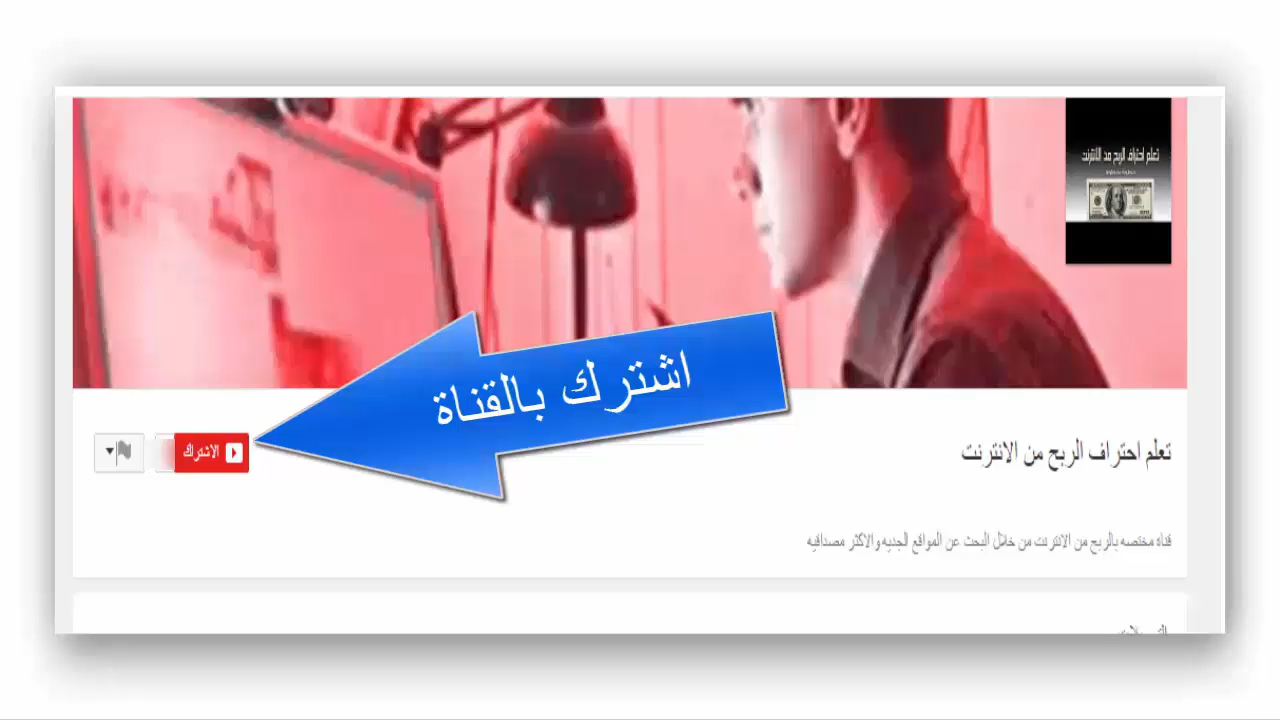 تعلم احتراف الربح من الانترنت
اشترك بالقناة
تعلم احتراف الربح من الانترنت
الاشتراك
قناه مختصه بالربح من الانترنت من خلال البحث عن المواقع الجديه والاكثر مصداقيه